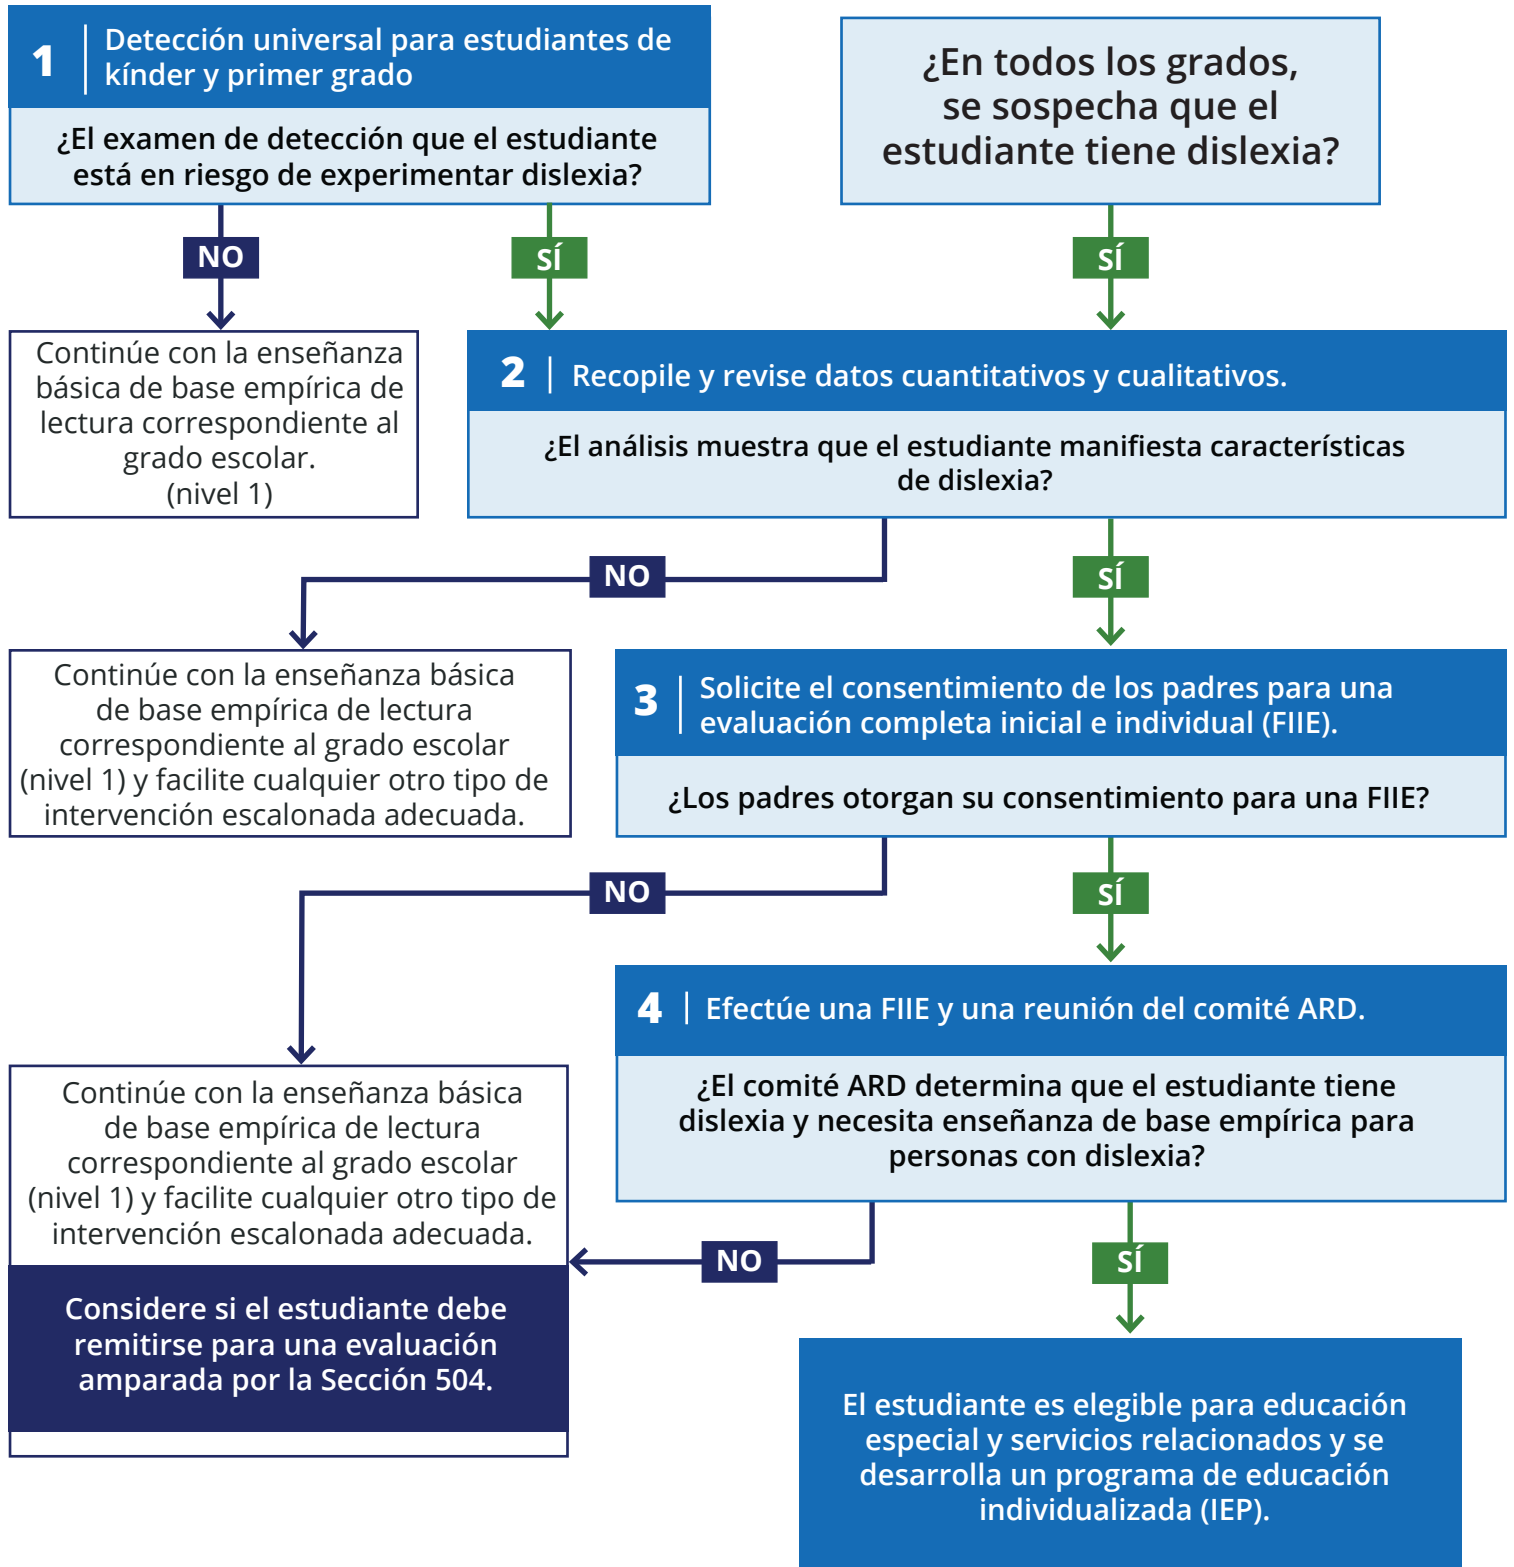 1
Detección universal para estudiantes de
kínder y primer grado
¿El examen de detección que el estudiante
está en riesgo de experimentar dislexia?
¿En todos los grados,
se sospecha que el
estudiante tiene dislexia?
NO
SÍ
SÍ
Continúe con la enseñanza
básica de base empírica de
lectura correspondiente al
grado escolar.
(nivel 1)
2
Recopile y revise datos cuantitativos y cualitativos.
¿El análisis muestra que el estudiante manifiesta características
de dislexia?
NO
SÍ
Continúe con la enseñanza básica
de base empírica de lectura
correspondiente al grado escolar
(nivel 1) y facilite cualquier otro tipo de
intervención escalonada adecuada.
3
Solicite el consentimiento de los padres para una
evaluación completa inicial e individual (FIIE).
¿Los padres otorgan su consentimiento para una FIIE?
NO
SÍ
4
Efectúe una FIIE y una reunión del comité ARD.
¿El comité ARD determina que el estudiante tiene
dislexia y necesita enseñanza de base empírica para
personas con dislexia?
Continúe con la enseñanza básica
de base empírica de lectura
correspondiente al grado escolar
(nivel 1) y facilite cualquier otro tipo de
intervención escalonada adecuada.
NO
SÍ
Considere si el estudiante debe
remitirse para una evaluación
amparada por la Sección 504.
El estudiante es elegible para educación
especial y servicios relacionados y se
desarrolla un programa de educación
individualizada (IEP).